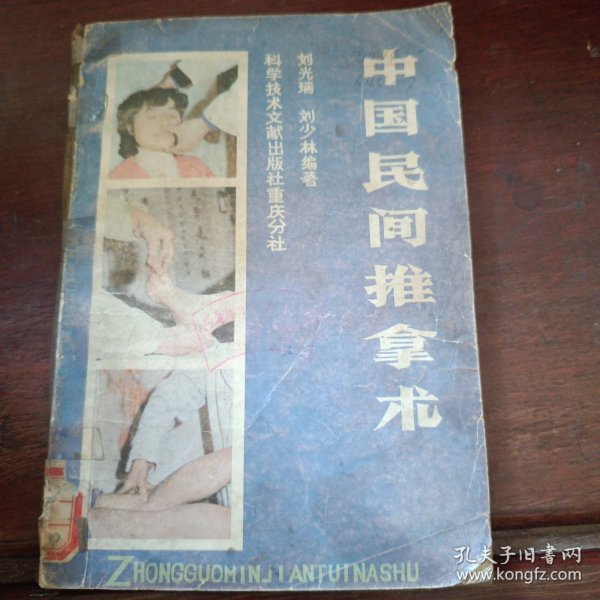 中国民间推拿术
刘光瑞 刘少林编著
科学技术文献出版社重庆分社
ZHONGGUOMINJIANTUINASHU
孔夫子旧书网
www.kongfz.com